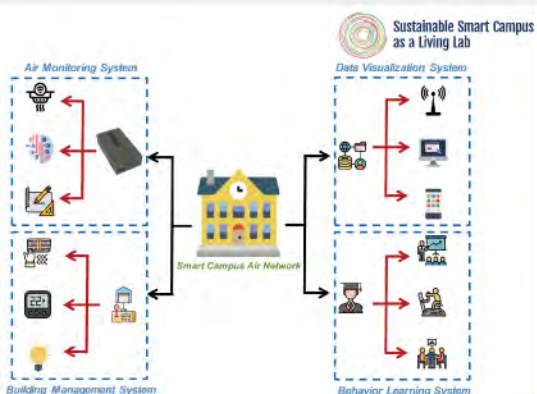 Sustainable Smart Campus
as a Living Lab
Air Monitoring System
Data Visualization System
22
Smart Campus Air Network
Building Management System
Behavior Learning System